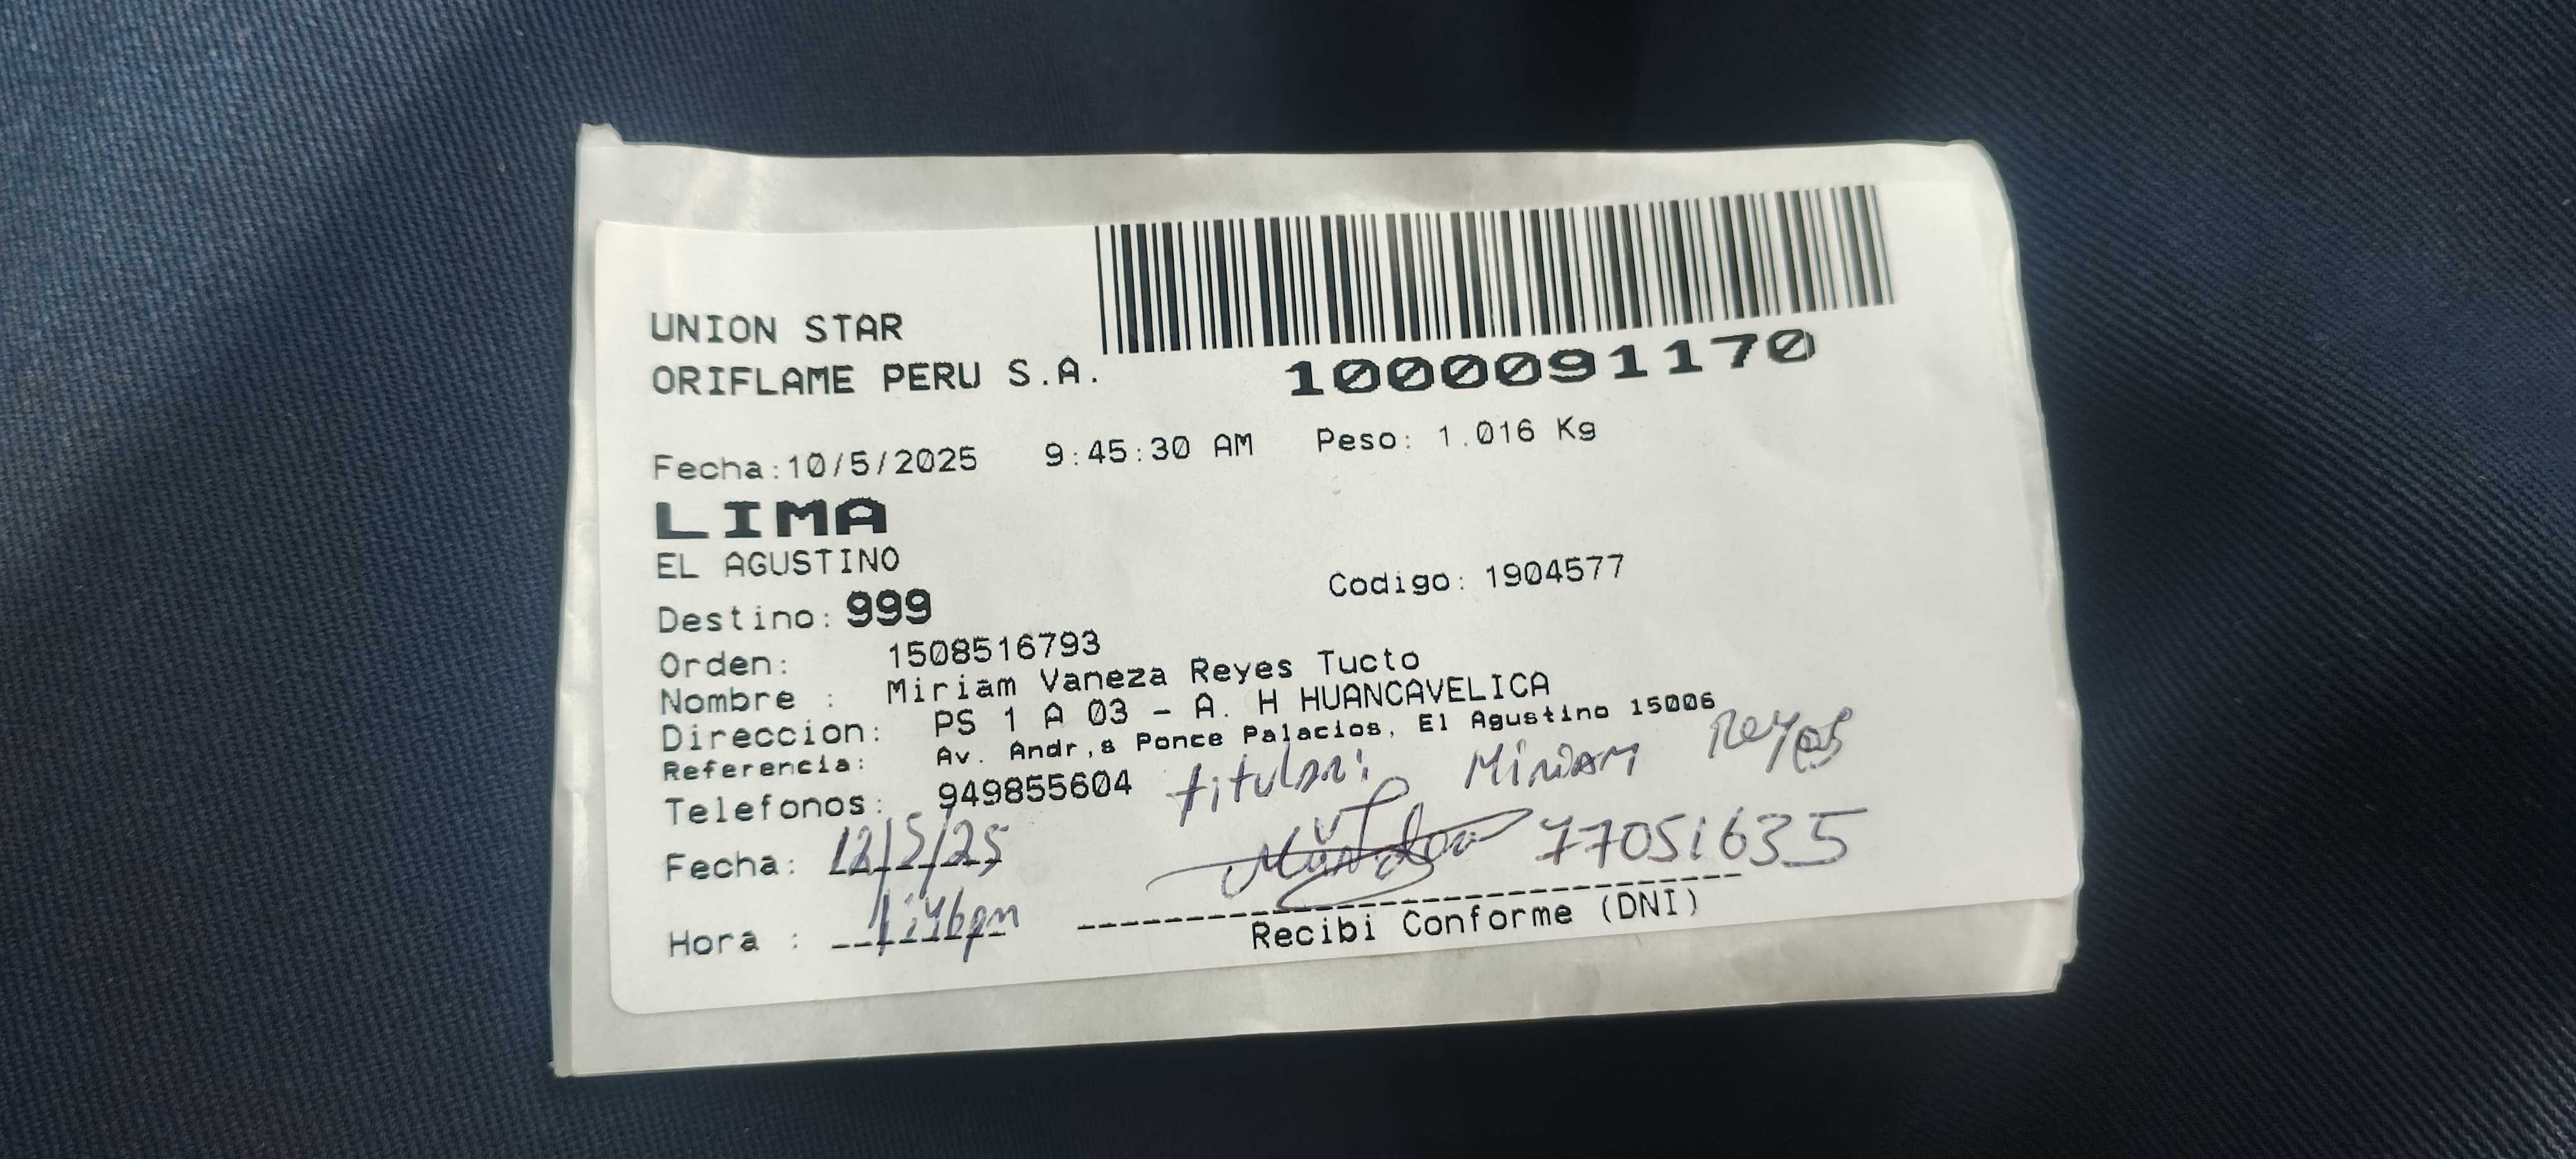 UNION STAR
ORIFLAME PERU S.A.
1000091170
Fecha:10/5/2025 9:45:30 AM Peso: 1.016 Kg
LIMA
EL AGUSTINO
Codigo: 1904577
Destino: 999
Orden: 1508516793
Nombre : Miriam Vaneza Reyes Tucto
Direccion: PS 1 A 03 - A. H HUANCAVELICA
Referencia: Av. Andr,s Ponce Palacios, El Agustino 15006
Telefonos: 949855604 titular: Miriam Reyes
Fecha: 12/5/25 77051635
Hora : 1:46pm
Recibi Conforme (DNI)